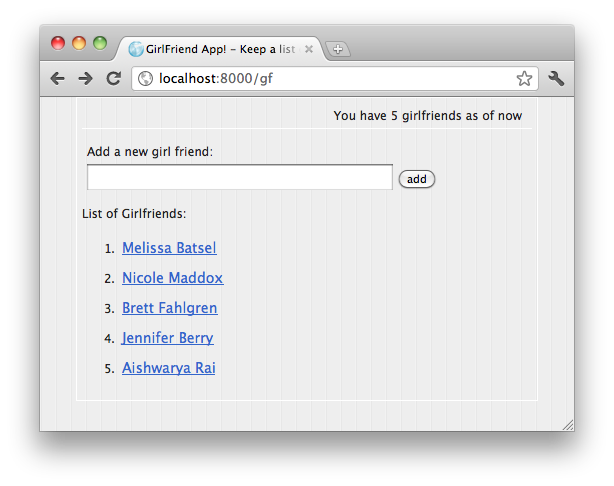 GirlFriend App! – Keep a list
localhost:8000/gf
You have 5 girlfriends as of now
Add a new girl friend:
add
List of Girlfriends:
1. Melissa Batsel
2. Nicole Maddox
3. Brett Fahlgren
4. Jennifer Berry
5. Aishwarya Rai